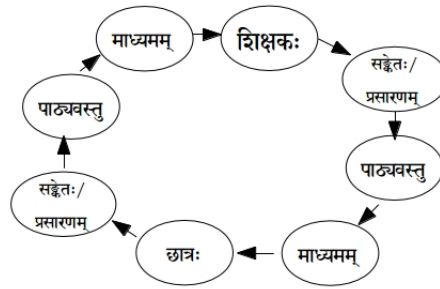 माध्यमम्
शिक्षकः
सङ्केतः/
प्रसारणम्
पाठ्यवस्तु
माध्यमम्
छात्रः
सङ्केतः/
प्रसारणम्
पाठ्यवस्तु